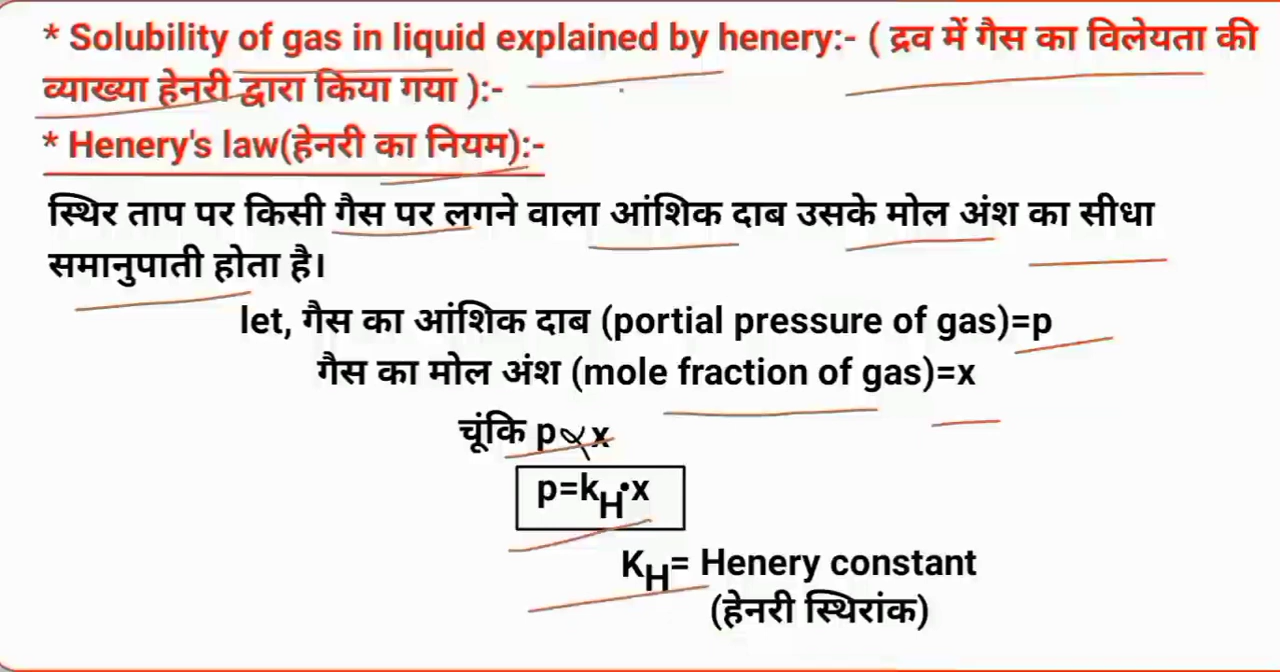 * Solubility of gas in liquid explained by henery:- ( द्रव में गैस का विलेयता की
व्याख्या हेनरी द्वारा किया गया ):-
* Henery's law(हेनरी का नियम):-
स्थिर ताप पर किसी गैस पर लगने वाला आंशिक दाब उसके मोल अंश का सीधा
समानुपाती होता है।
let, गैस का आंशिक दाब (portial pressure of gas)=p
गैस का मोल अंश (mole fraction of gas)=x
चूंकि p∝x
p=kH•x
KH= Henery constant
(हेनरी स्थिरांक)